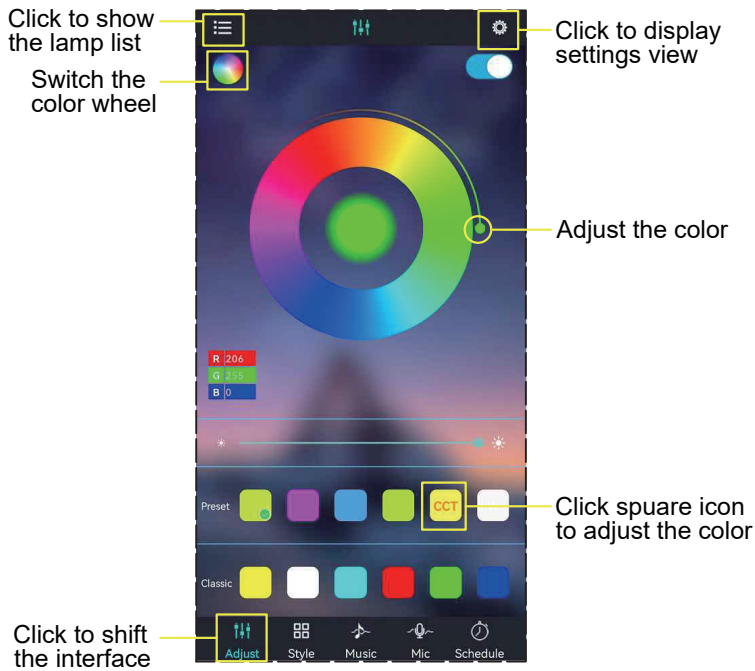 Click to show
the lamp list
Click to display
settings view
Switch the
color wheel
Adjust the color
R 206
G 255
B 0
Preset
CCT
Click spuare icon
to adjust the color
Classic
Click to shift
the interface
Adjust
Style
Music
Mic
Schedule